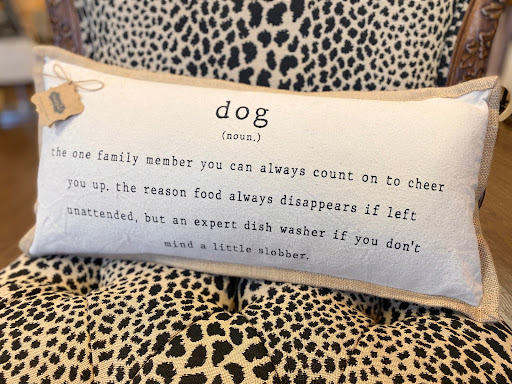 dog
(noun.)
the one family member you can always count on to cheer
you up. the reason food always disappears if left
unattended, but an expert dish washer if you don't
mind a little slobber.